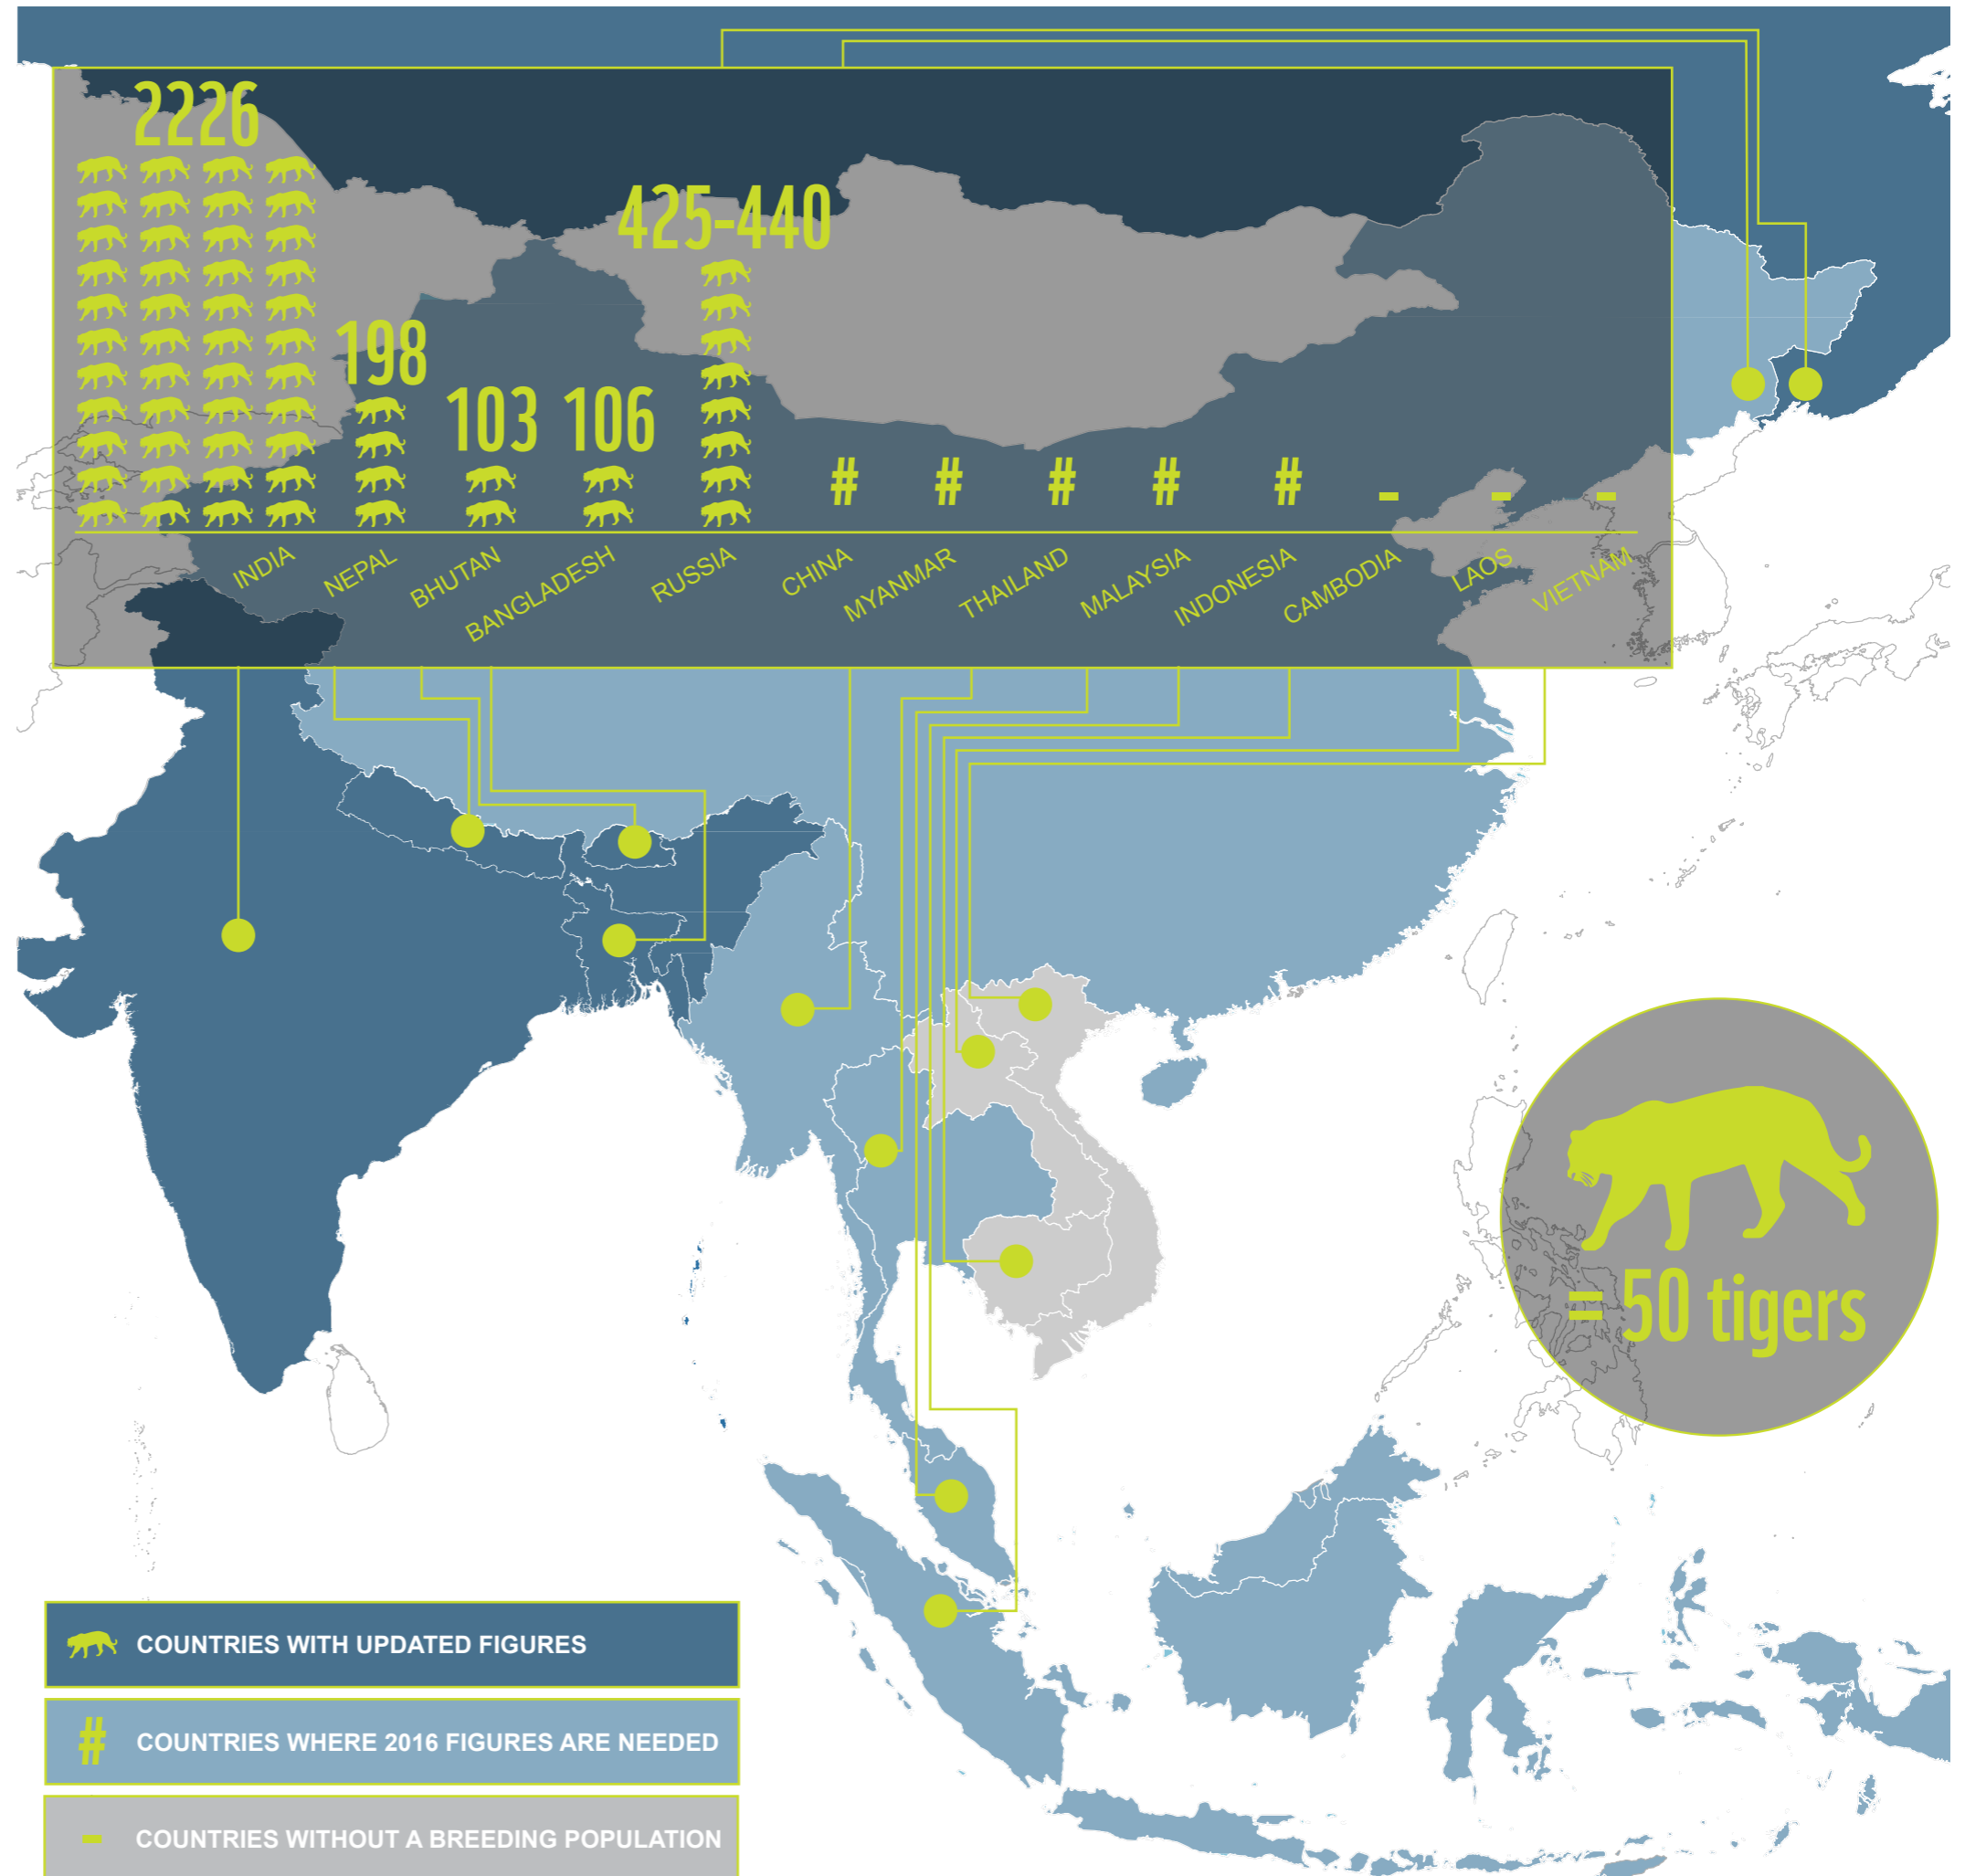 2226
425-440
198
103 106
# # # # # - - -
INDIA NEPAL BHUTAN BANGLADESH RUSSIA CHINA MYANMAR THAILAND MALAYSIA INDONESIA CAMBODIA LAOS VIETNAM
= 50 tigers
COUNTRIES WITH UPDATED FIGURES
# COUNTRIES WHERE 2016 FIGURES ARE NEEDED
- COUNTRIES WITHOUT A BREEDING POPULATION